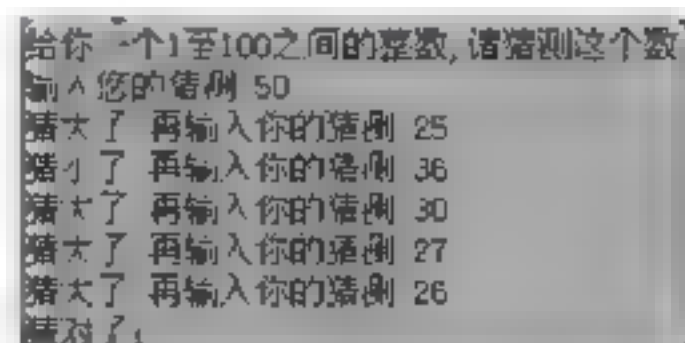 给你一个1至100之间的整数,请猜测这个数
输入您的猜测 50
猜大了 再输入你的猜测 25
猜小了 再输入你的猜测 36
猜大了 再输入你的猜测 30
猜大了 再输入你的猜测 27
猜大了 再输入你的猜测 26
猜对了!